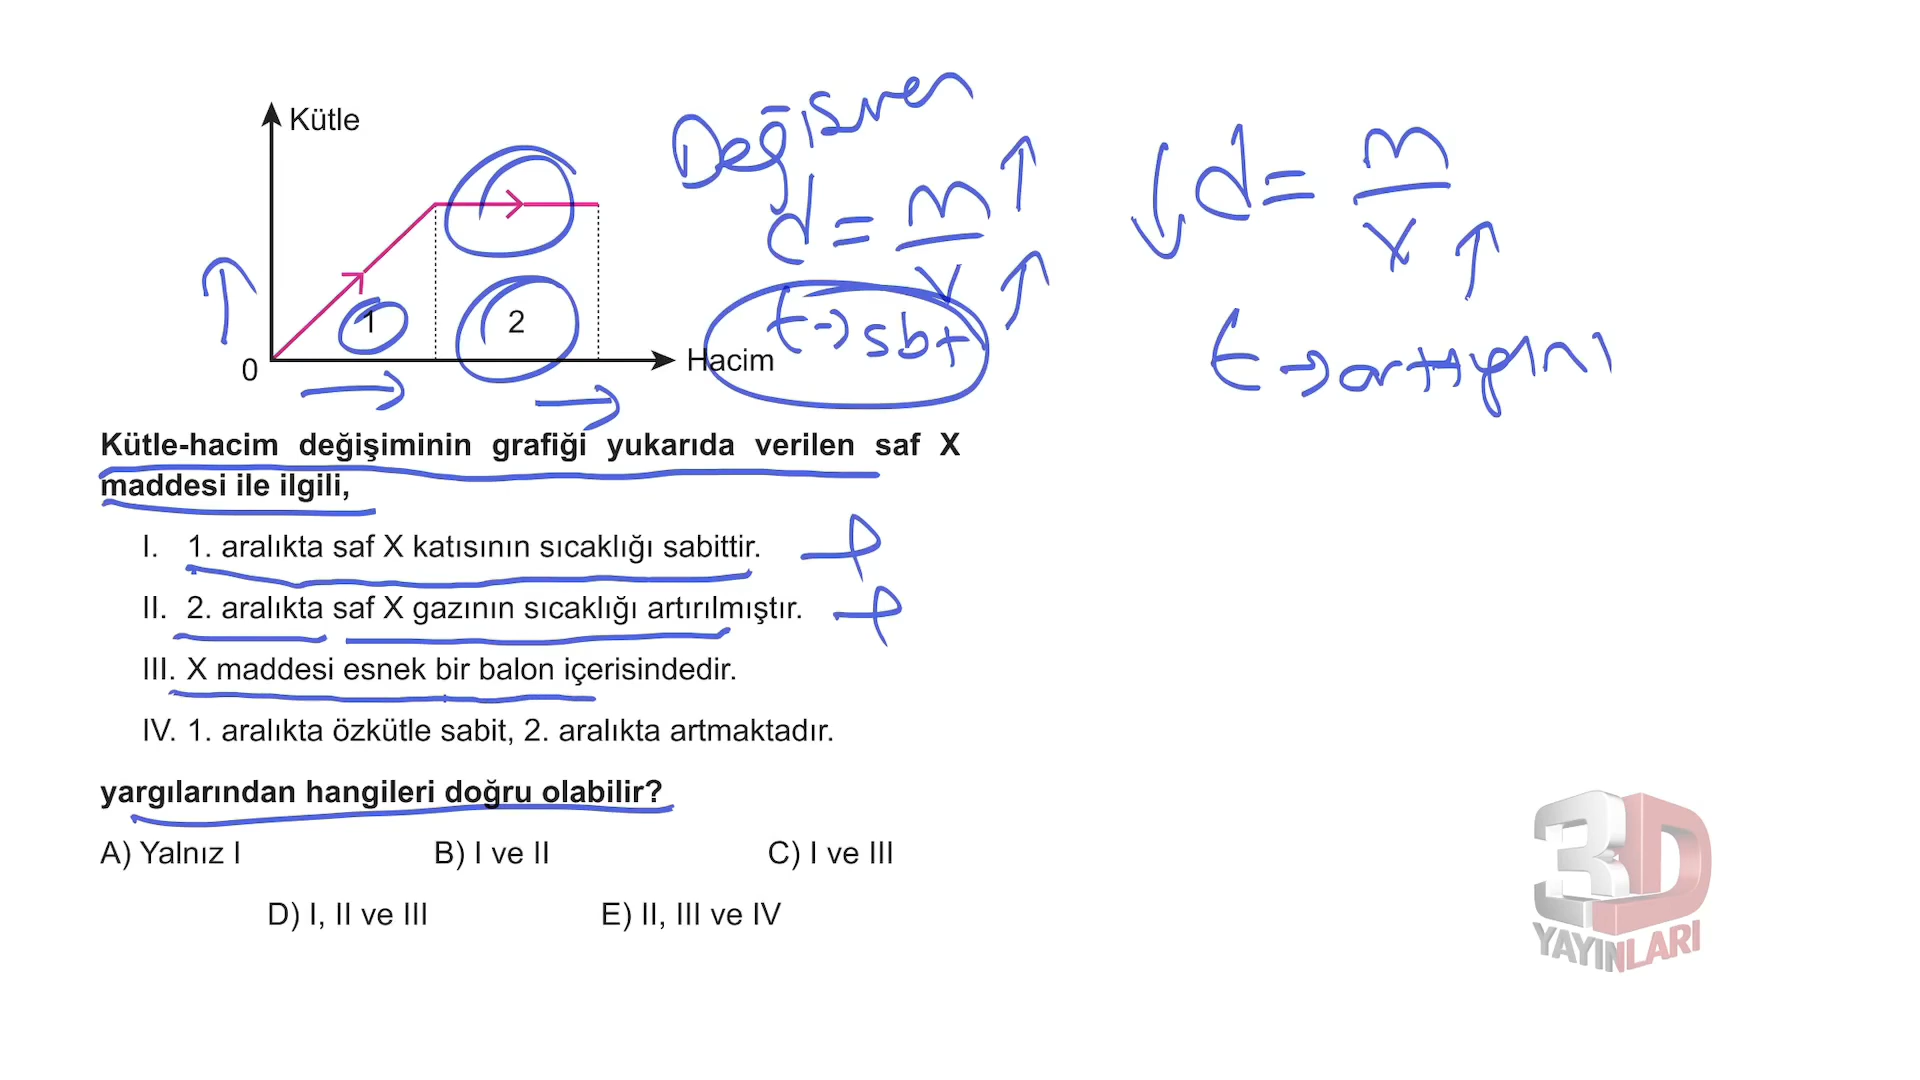 Kütle
Değişmez
d = m / V
t → sbt
d = m / V
t → arttığını
1
2
0
Hacim
Kütle-hacim değişiminin grafiği yukarıda verilen saf X
maddesi ile ilgili,
I. 1. aralıkta saf X katısının sıcaklığı sabittir. +
II. 2. aralıkta saf X gazının sıcaklığı artırılmıştır. +
III. X maddesi esnek bir balon içerisindedir.
IV. 1. aralıkta özkütle sabit, 2. aralıkta artmaktadır.
yargılarından hangileri doğru olabilir?
A) Yalnız I B) I ve II C) I ve III
D) I, II ve III E) II, III ve IV
3D
YAYINLARI